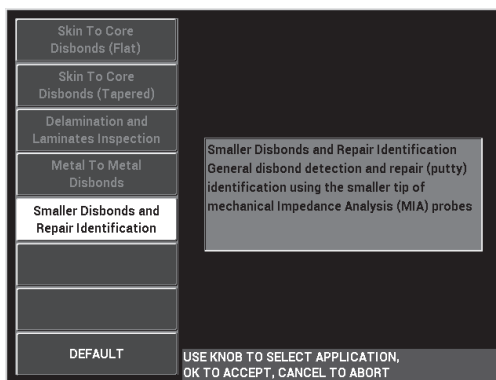 Skin To Core
Disbonds (Flat)
Skin To Core
Disbonds (Tapered)
Delamination and
Laminates Inspection
Metal To Metal
Disbonds
Smaller Disbonds and
Repair Identification
DEFAULT
Smaller Disbonds and Repair Identification
General disbond detection and repair (putty)
identification using the smaller tip of
mechanical Impedance Analysis (MIA) probes
USE KNOB TO SELECT APPLICATION,
OK TO ACCEPT, CANCEL TO ABORT